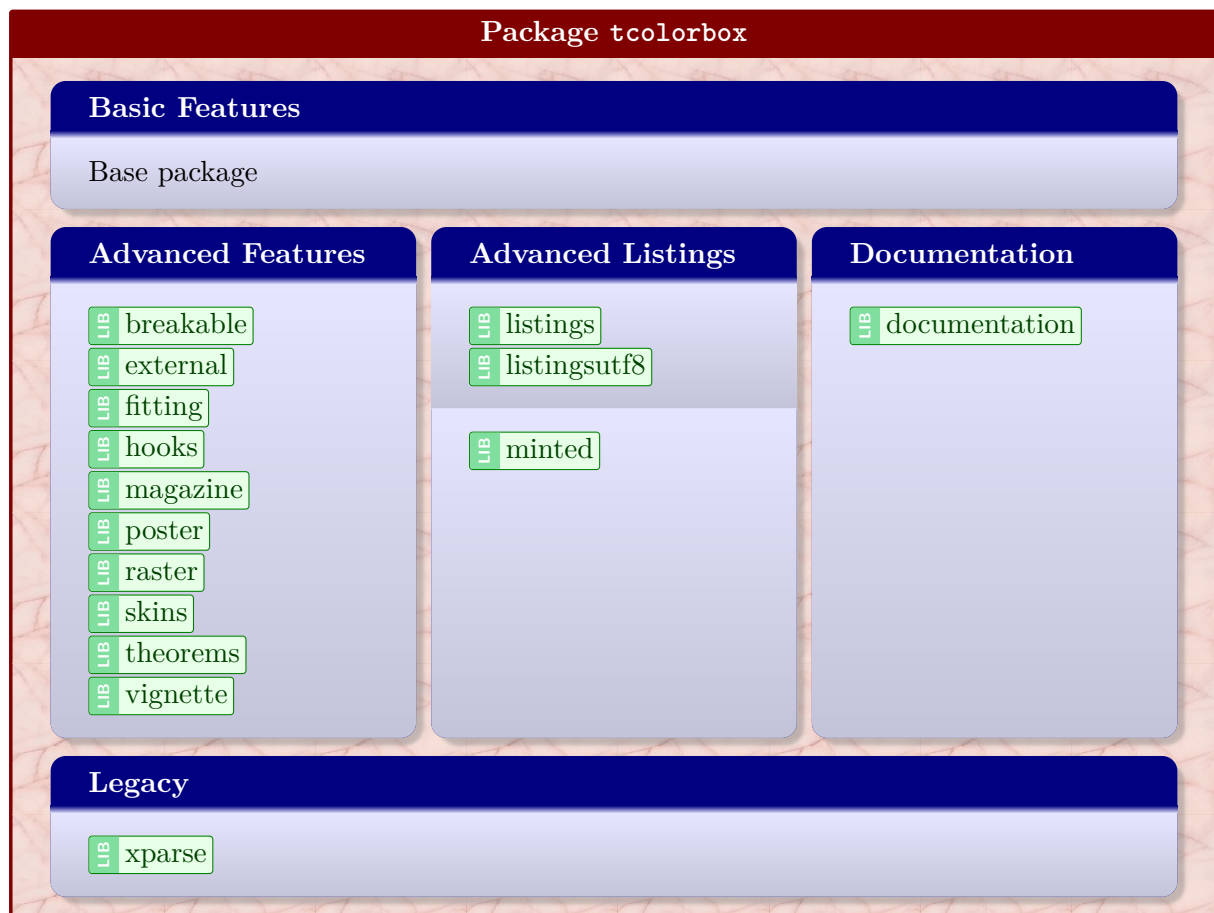 Package tcolorbox
Basic Features
Base package
Advanced Features
LIB breakable
LIB external
LIB fitting
LIB hooks
LIB magazine
LIB poster
LIB raster
LIB skins
LIB theorems
LIB vignette
Advanced Listings
LIB listings
LIB listingsutf8
LIB minted
Documentation
LIB documentation
Legacy
LIB xparse